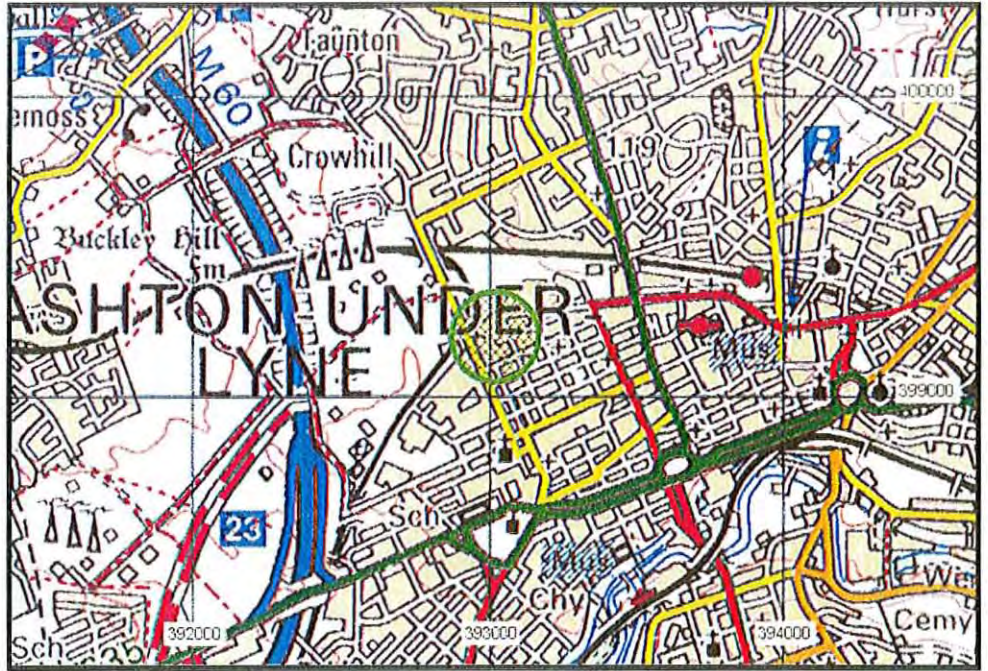 Taunton
P
M 60
400000
Crowhill
119
i
Buckley Hill
Fm
ASHTON UNDER
LYNE
Mus
399000
23
Sch
Mus
Chy
Cemy
Sch
392000
393000
394000